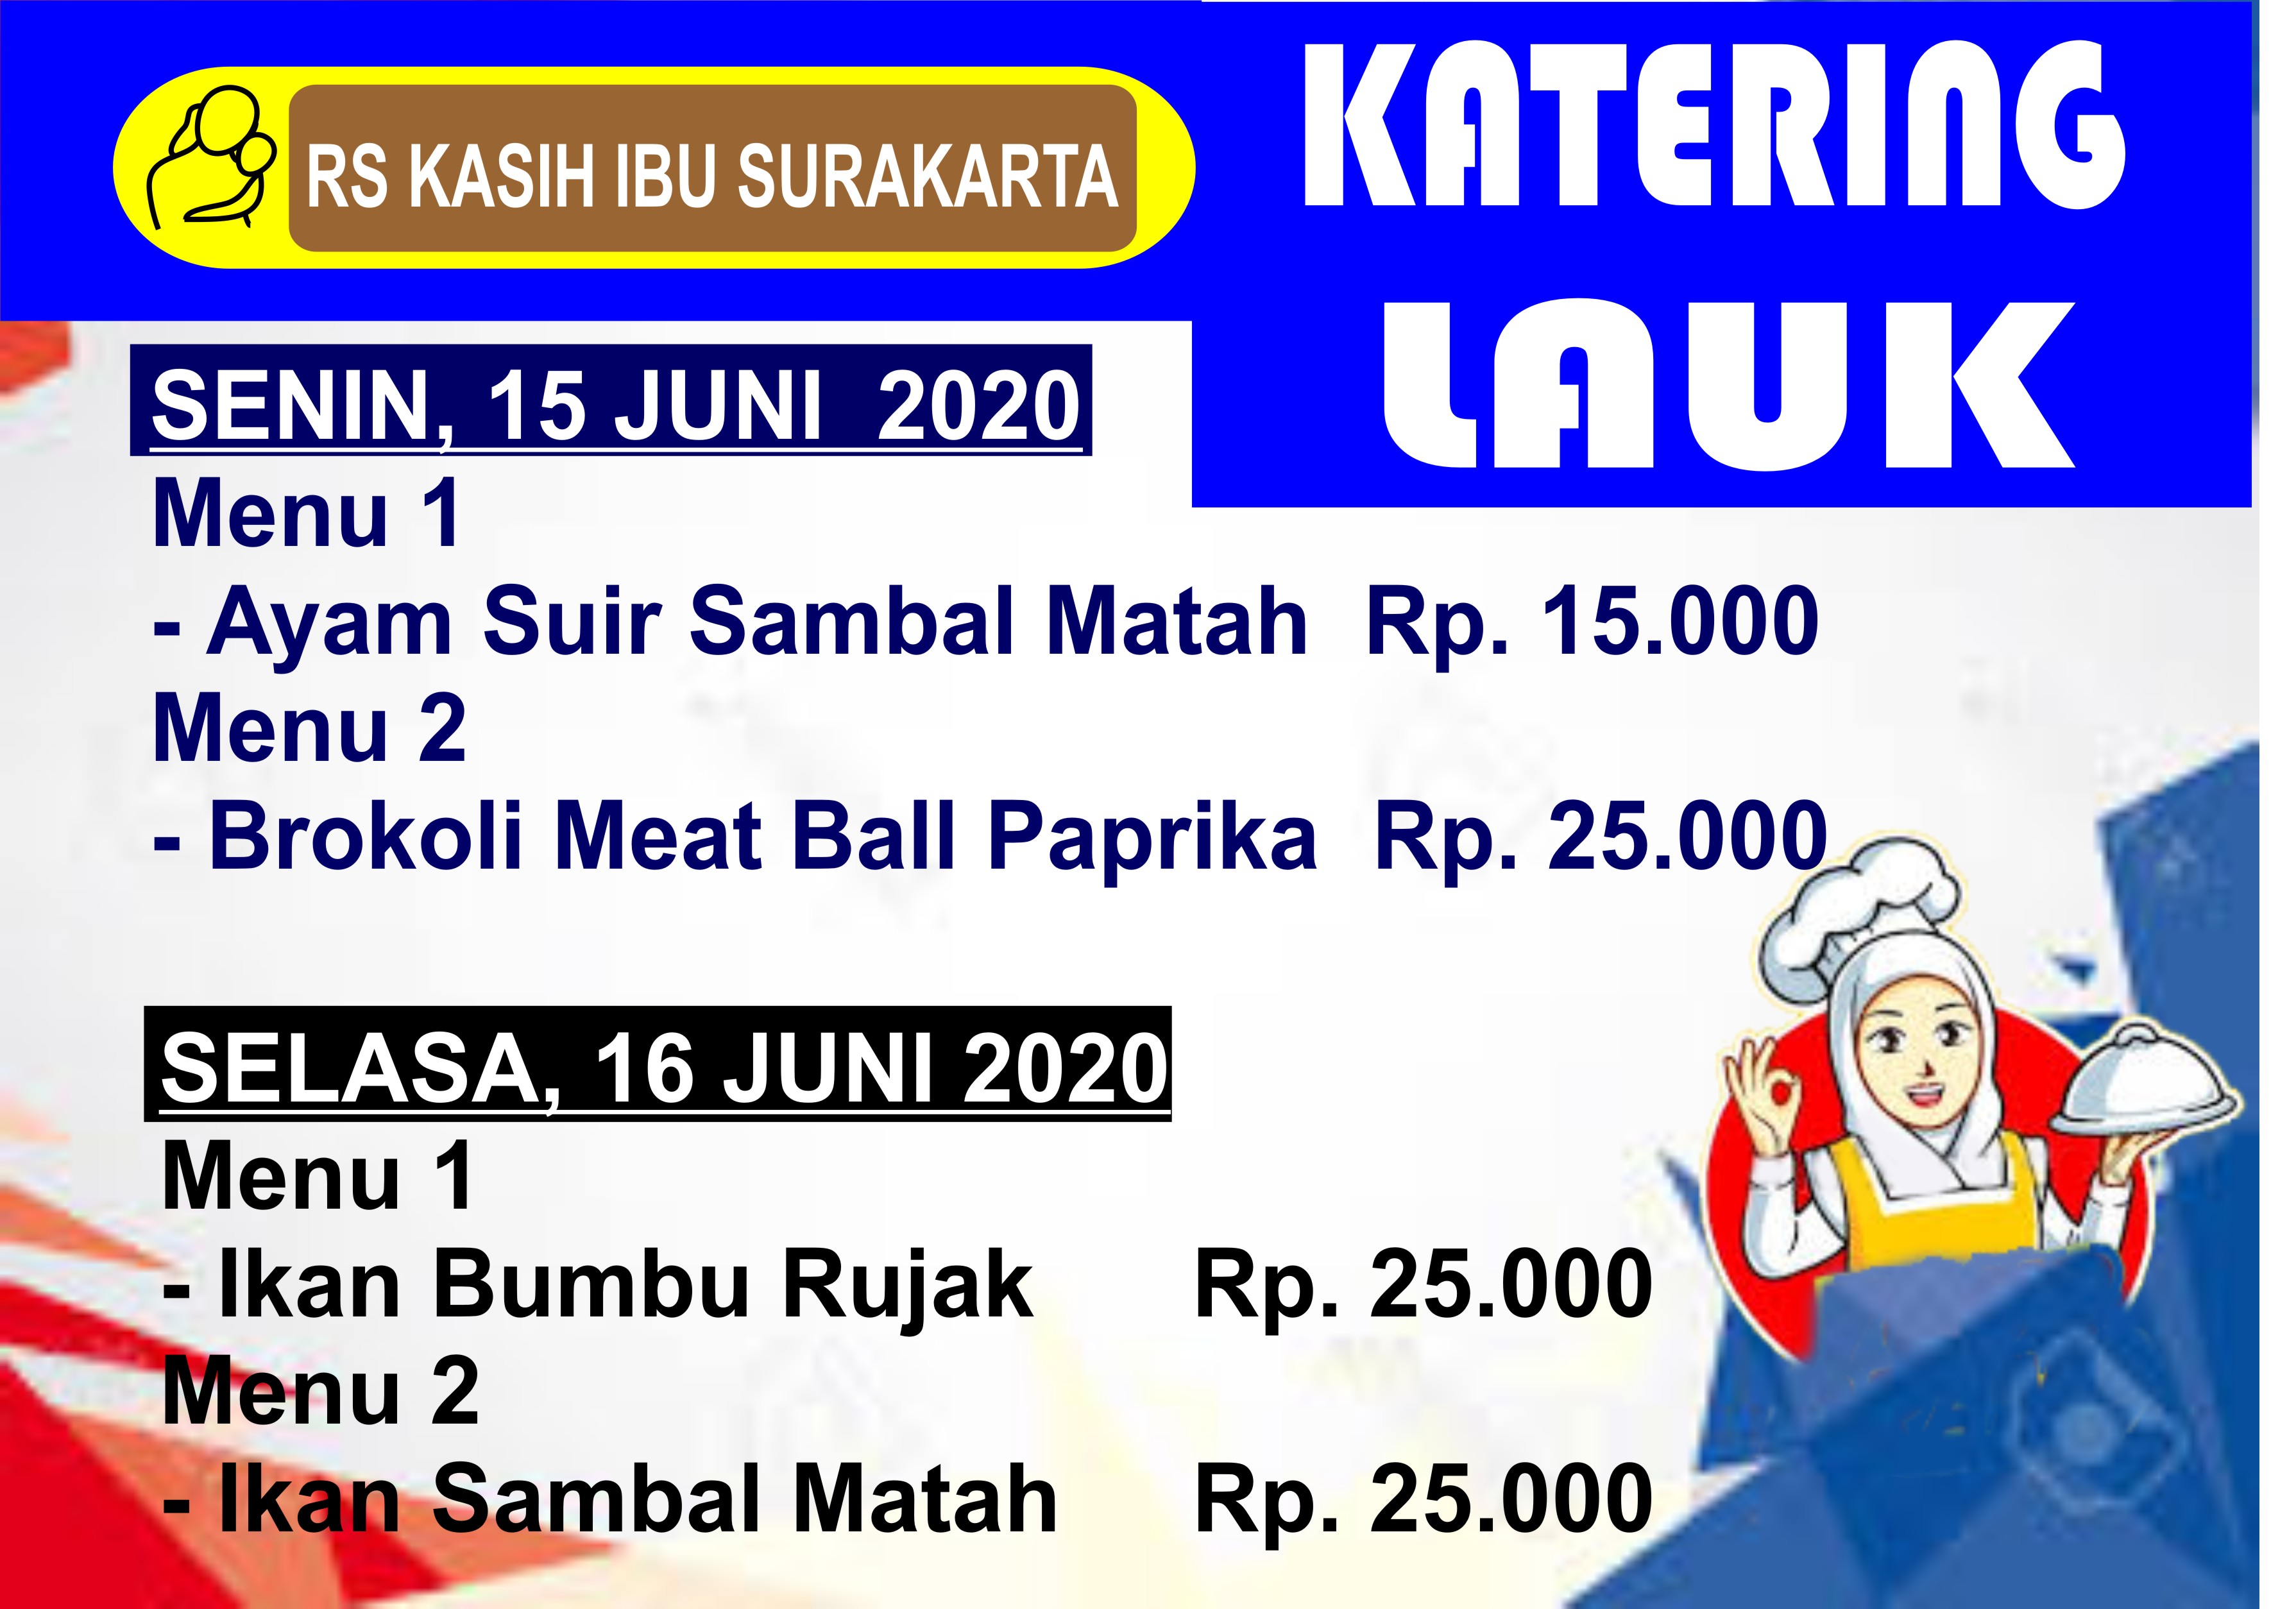 RS KASIH IBU SURAKARTA
KATERING
LAUK
SENIN, 15 JUNI 2020
Menu 1
- Ayam Suir Sambal Matah Rp. 15.000
Menu 2
- Brokoli Meat Ball Paprika Rp. 25.000
SELASA, 16 JUNI 2020
Menu 1
- Ikan Bumbu Rujak Rp. 25.000
Menu 2
- Ikan Sambal Matah Rp. 25.000